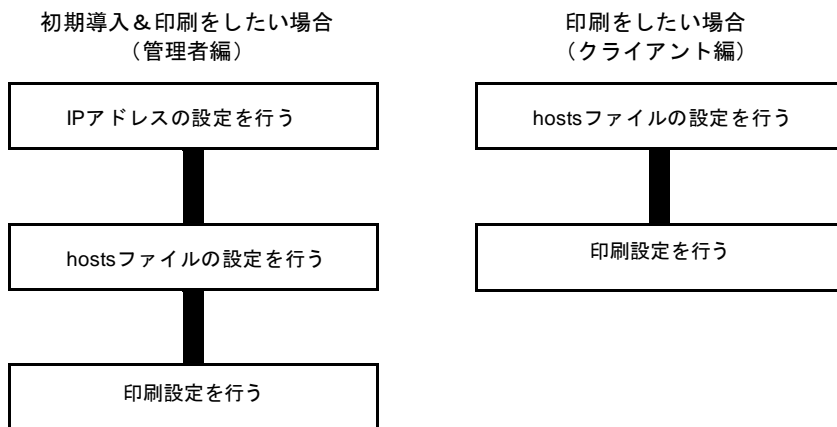 初期導入＆印刷をしたい場合
（管理者編）
IPアドレスの設定を行う
hostsファイルの設定を行う
印刷設定を行う
印刷をしたい場合
（クライアント編）
hostsファイルの設定を行う
印刷設定を行う